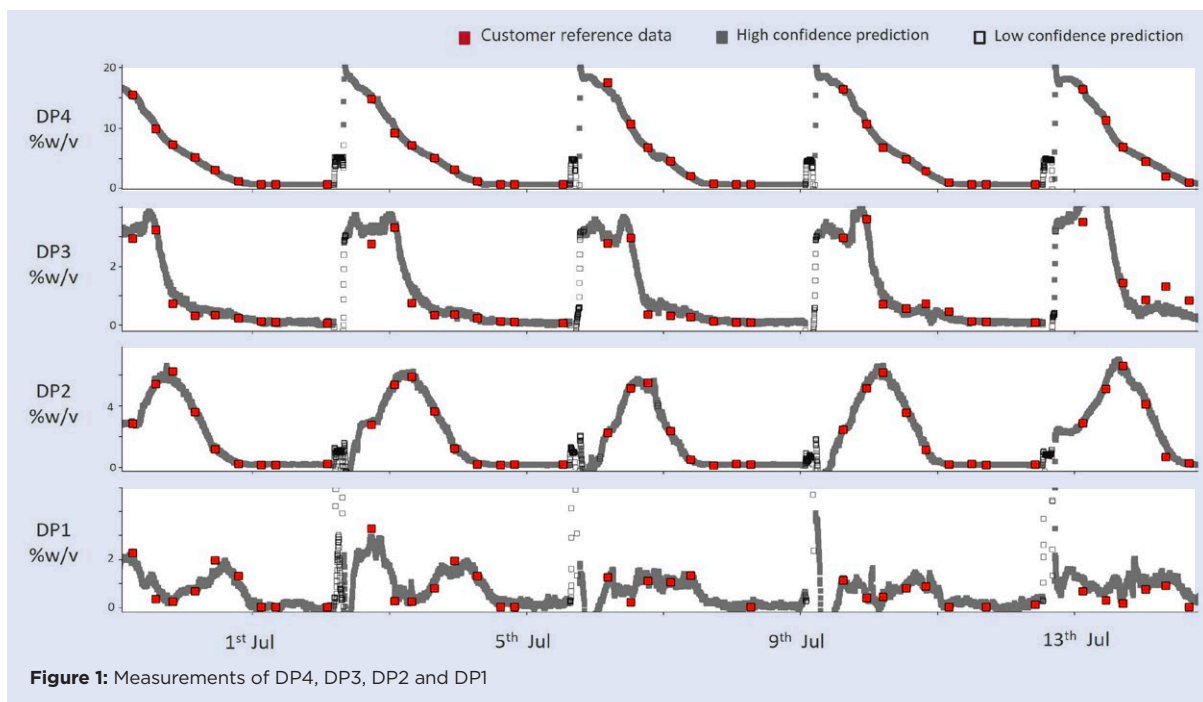 Customer reference data High confidence prediction Low confidence prediction
DP4
%w/v
20
10
0
DP3
%w/v
2
0
DP2
%w/v
4
0
DP1
%w/v
2
0
1st Jul 5th Jul 9th Jul 13th Jul
Figure 1: Measurements of DP4, DP3, DP2 and DP1